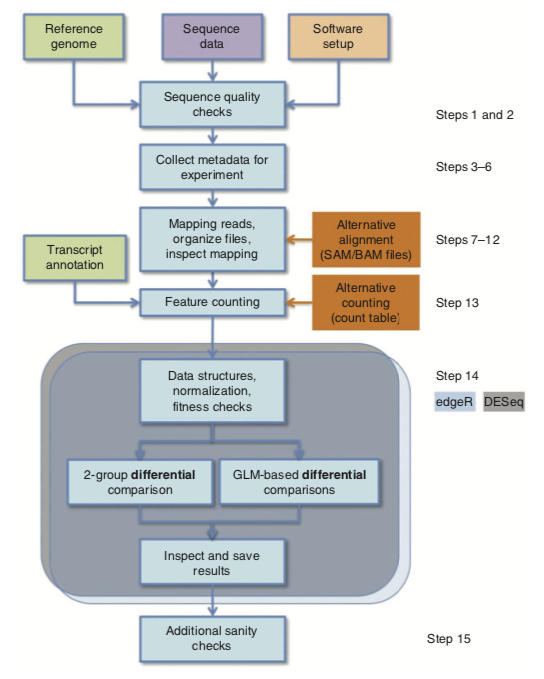 Reference
genome
Sequence
data
Software
setup
Sequence quality
checks
Steps 1 and 2
Collect metadata for
experiment
Steps 3–6
Mapping reads,
organize files,
inspect mapping
Alternative
alignment
(SAM/BAM files)
Steps 7–12
Transcript
annotation
Feature counting
Alternative
counting
(count table)
Step 13
Data structures,
normalization,
fitness checks
Step 14
edgeR DESeq
2-group differential
comparison
GLM-based differential
comparisons
Inspect and save
results
Additional sanity
checks
Step 15